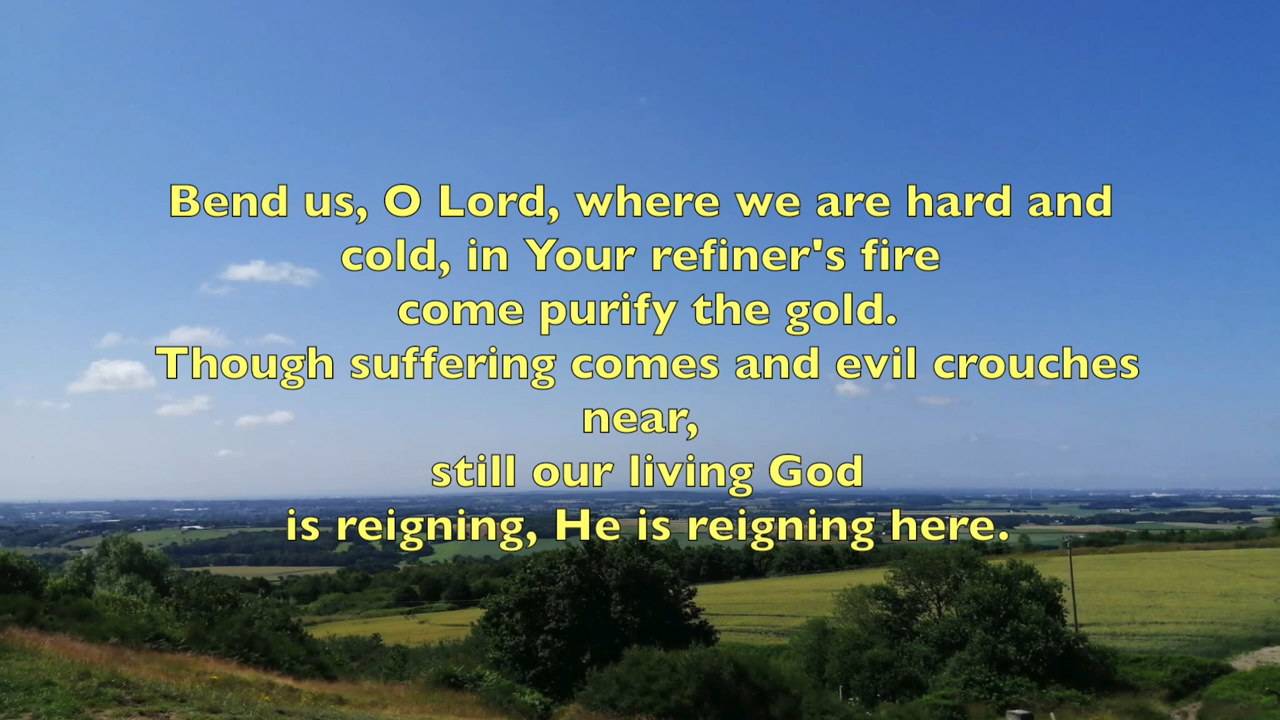 Bend us, O Lord, where we are hard and
cold, in Your refiner's fire
come purify the gold.
Though suffering comes and evil crouches
near,
still our living God
is reigning, He is reigning here.